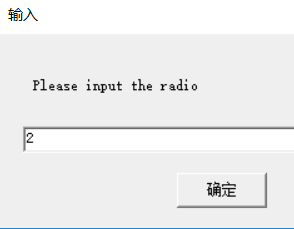 输入
Please input the radio
2
确定